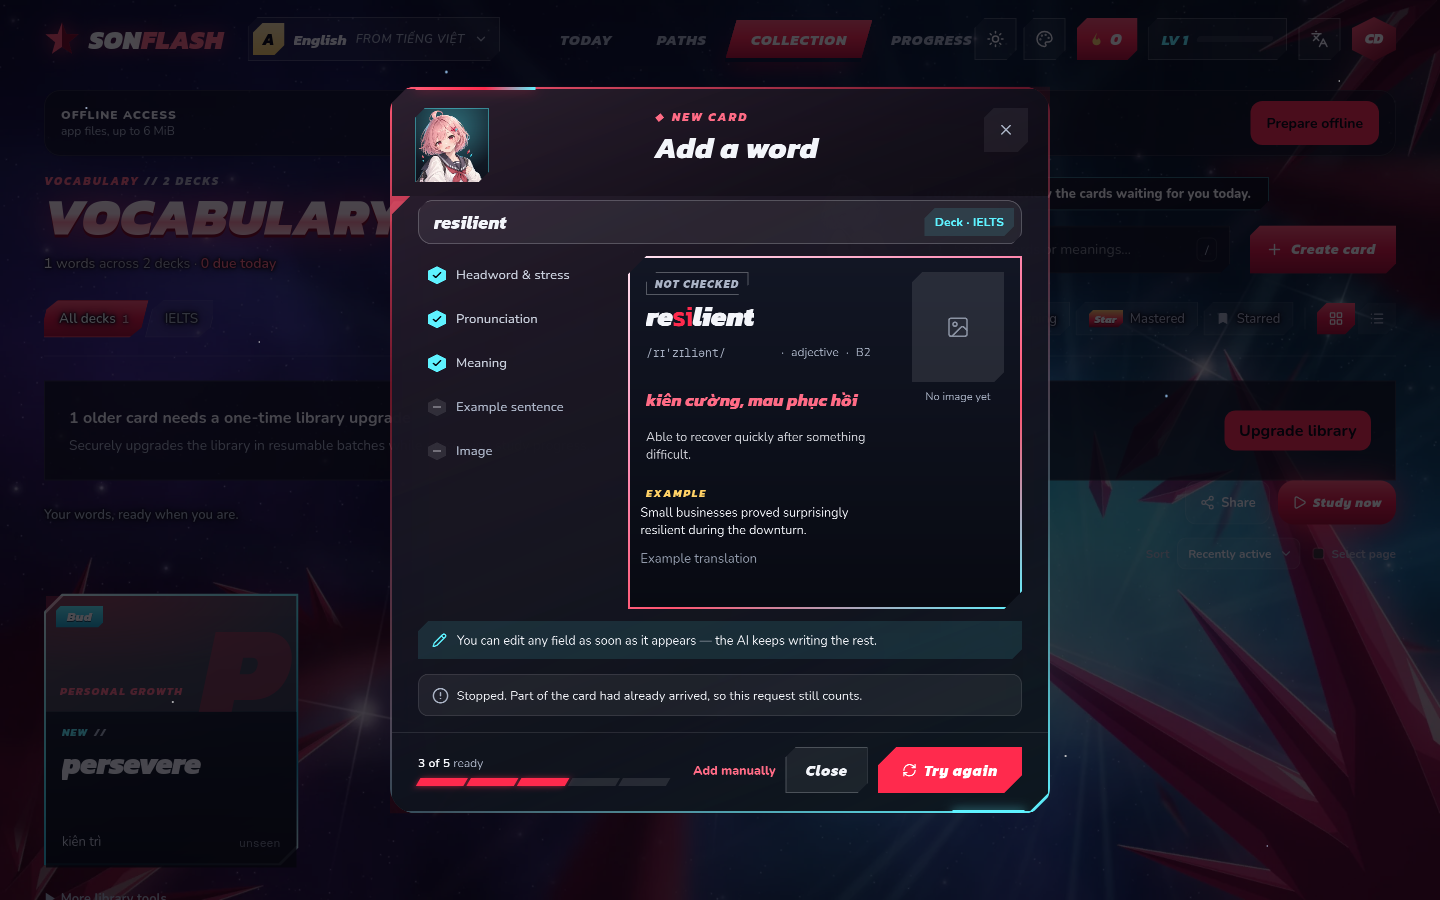 SONFLASH
A English FROM TIẾNG VIỆT
TODAY PATHS COLLECTION PROGRESS
0
LV 1
CD
OFFLINE ACCESS
app files, up to 6 MiB
Prepare offline
VOCABULARY // 2 DECKS
VOCABULARY
1 words across 2 decks · 0 due today
the cards waiting for you today.
or meanings... /
+ Create card
All decks 1 IELTS
Star Mastered Starred
1 older card needs a one-time library upgra
Securely upgrades the library in resumable batches
Upgrade library
Your words, ready when you are.
Share Study now
Sort Recently active Select page
Bud
P
PERSONAL GROWTH
NEW //
persevere
kiên trì unseen
More library tools
◆ NEW CARD
Add a word
resilient Deck · IELTS
Headword & stress
Pronunciation
Meaning
Example sentence
Image
NOT CHECKED
resilient
/rɪˈzɪliənt/ · adjective · B2
No image yet
kiên cường, mau phục hồi
Able to recover quickly after something
difficult.
EXAMPLE
Small businesses proved surprisingly
resilient during the downturn.
Example translation
You can edit any field as soon as it appears — the AI keeps writing the rest.
Stopped. Part of the card had already arrived, so this request still counts.
3 of 5 ready
Add manually Close Try again